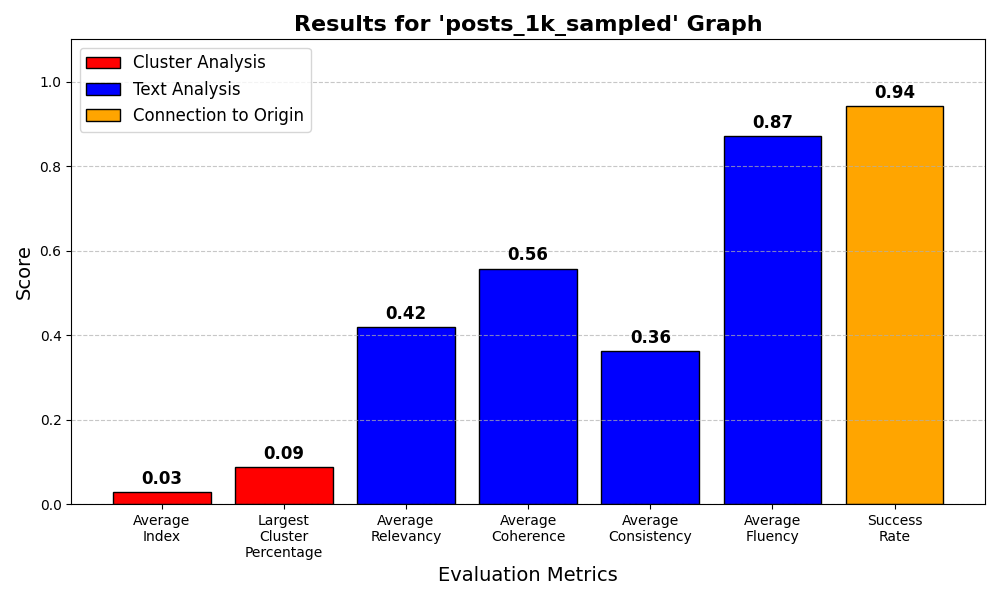 Results for 'posts_1k_sampled' Graph
Cluster Analysis
Text Analysis
Connection to Origin
Score
1.0
0.8
0.6
0.4
0.2
0.0
0.03
0.09
0.42
0.56
0.36
0.87
0.94
Average
Index
Largest
Cluster
Percentage
Average
Relevancy
Average
Coherence
Average
Consistency
Average
Fluency
Success
Rate
Evaluation Metrics